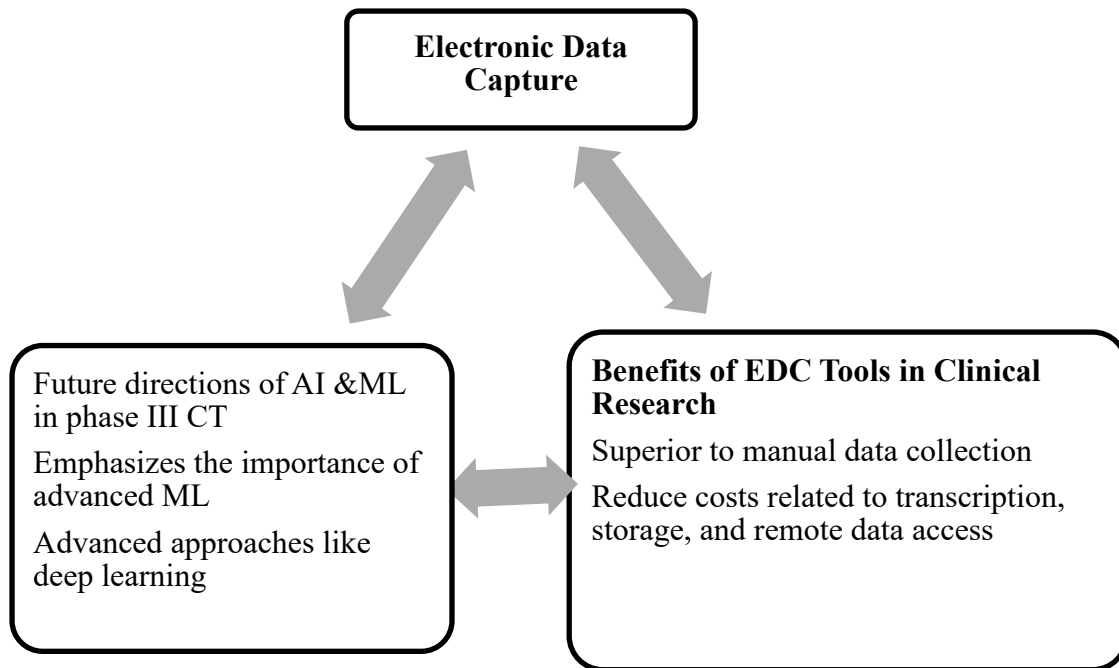 Electronic Data
Capture
Future directions of AI &ML
in phase III CT
Emphasizes the importance of
advanced ML
Advanced approaches like
deep learning
Benefits of EDC Tools in Clinical
Research
Superior to manual data collection
Reduce costs related to transcription,
storage, and remote data access